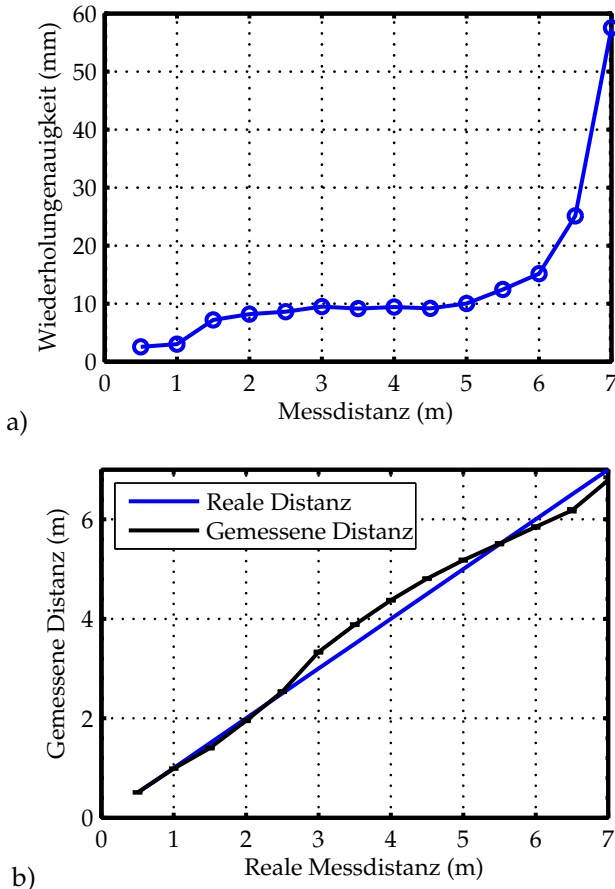 60
50
40
30
20
10
0
Wiederholungenauigkeit (mm)
0 1 2 3 4 5 6 7
Messdistanz (m)
a)
Reale Distanz
Gemessene Distanz
6
4
2
0
Gemessene Distanz (m)
0 1 2 3 4 5 6 7
Reale Messdistanz (m)
b)